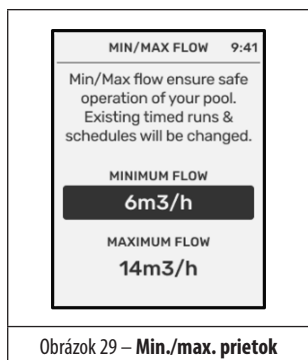 MIN/MAX FLOW 9:41
Min/Max flow ensure safe
operation of your pool.
Existing timed runs &
schedules will be changed.
MINIMUM FLOW
6m3/h
MAXIMUM FLOW
14m3/h
Obrázok 29 – Min./max. prietok